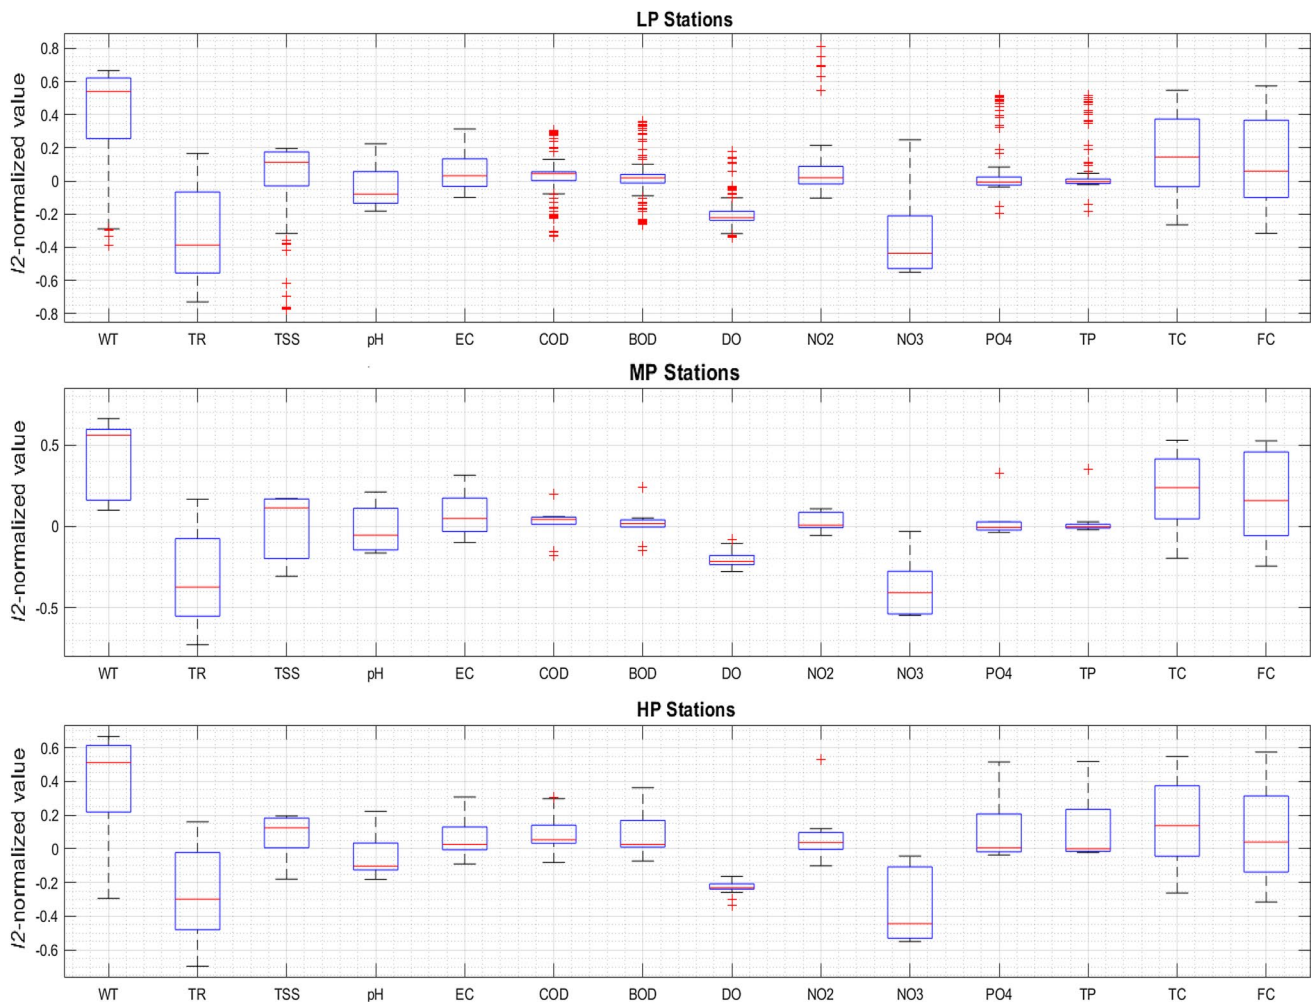 LP Stations
l2-normalized value
0.8
0.6
0.4
0.2
0
-0.2
-0.4
-0.6
-0.8
WT TR TSS pH EC COD BOD DO NO2 NO3 PO4 TP TC FC
MP Stations
l2-normalized value
0.5
0
-0.5
WT TR TSS pH EC COD BOD DO NO2 NO3 PO4 TP TC FC
HP Stations
l2-normalized value
0.6
0.4
0.2
0
-0.2
-0.4
-0.6
WT TR TSS pH EC COD BOD DO NO2 NO3 PO4 TP TC FC